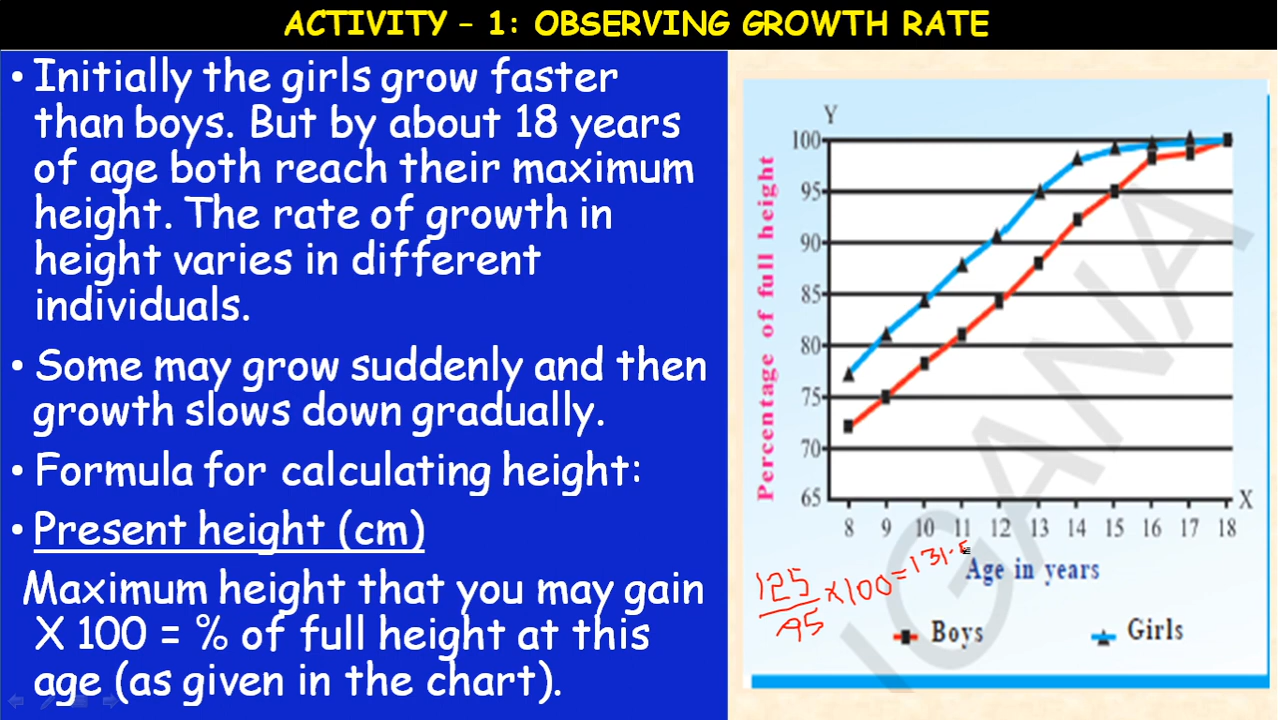 ACTIVITY – 1: OBSERVING GROWTH RATE
• Initially the girls grow faster
than boys. But by about 18 years
of age both reach their maximum
height. The rate of growth in
height varies in different
individuals.
• Some may grow suddenly and then
growth slows down gradually.
• Formula for calculating height:
• Present height (cm)
Maximum height that you may gain
X 100 = % of full height at this
age (as given in the chart).
Y
Percentage of full height
100
95
90
85
80
75
70
65
X
8 9 10 11 12 13 14 15 16 17 18
Age in years
125
95
×100=131.5
Boys
Girls
IGANA